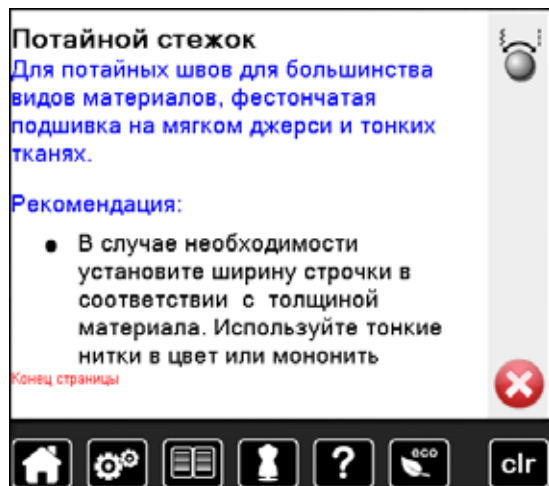 Потайной стежок
Для потайных швов для большинства
видов материалов, фестончатая
подшивка на мягком джерси и тонких
тканях.
Рекомендация:
● В случае необходимости
установите ширину строчки в
соответствии с толщиной
материала. Используйте тонкие
нитки в цвет или мононить
Конец страницы
? eco clr